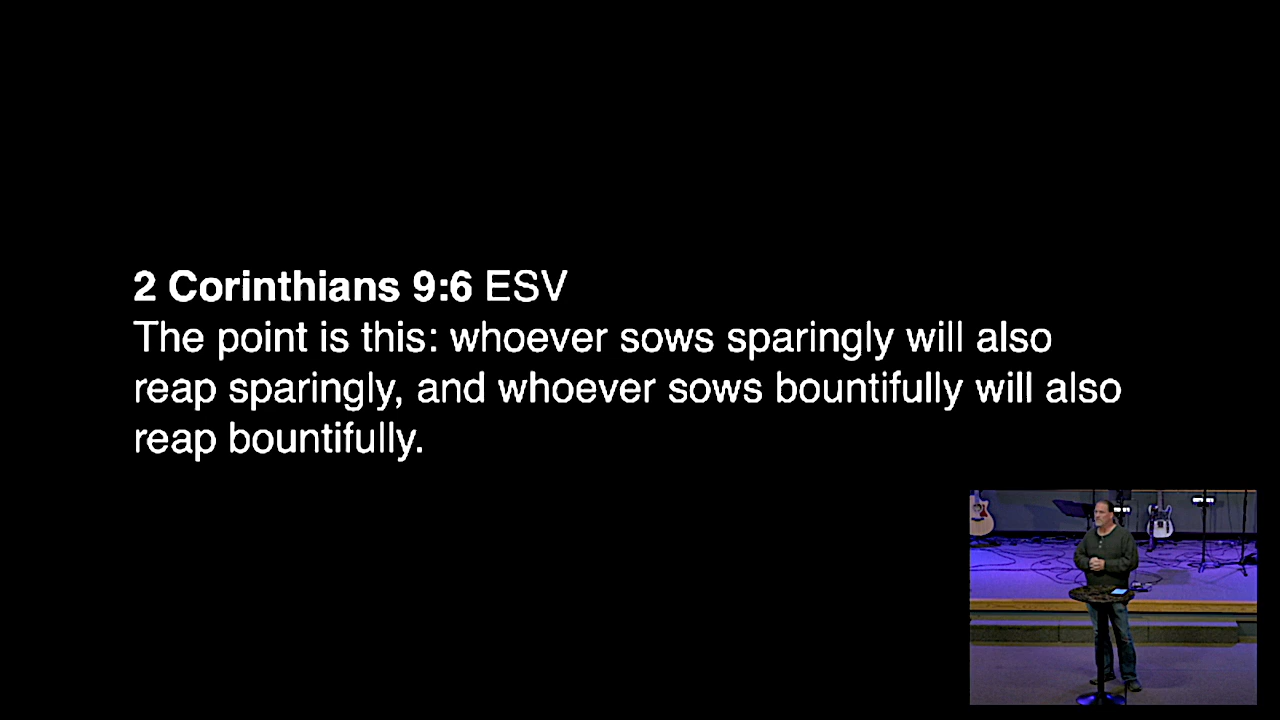 2 Corinthians 9:6 ESV
The point is this: whoever sows sparingly will also
reap sparingly, and whoever sows bountifully will also
reap bountifully.